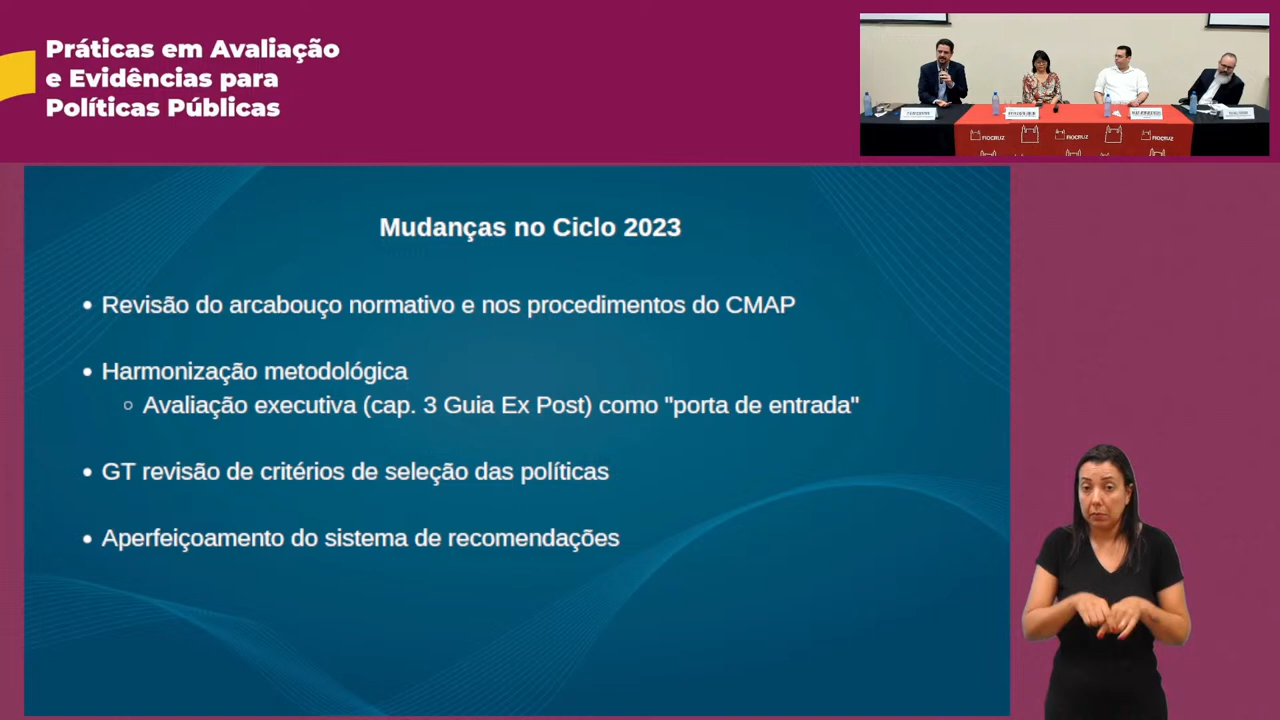 Práticas em Avaliação
e Evidências para
Políticas Públicas
FIOCRUZ
FIOCRUZ
FIOCRUZ
Mudanças no Ciclo 2023
• Revisão do arcabouço normativo e nos procedimentos do CMAP
• Harmonização metodológica
○ Avaliação executiva (cap. 3 Guia Ex Post) como "porta de entrada"
• GT revisão de critérios de seleção das políticas
• Aperfeiçoamento do sistema de recomendações